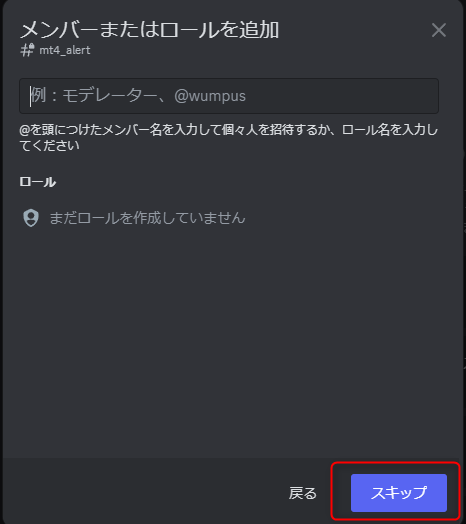 メンバーまたはロールを追加
mt4_alert
例：モデレーター、@wumpus
@を頭につけたメンバー名を入力して個々人を招待するか、ロール名を入力し
てください
ロール
まだロールを作成していません
戻る
スキップ